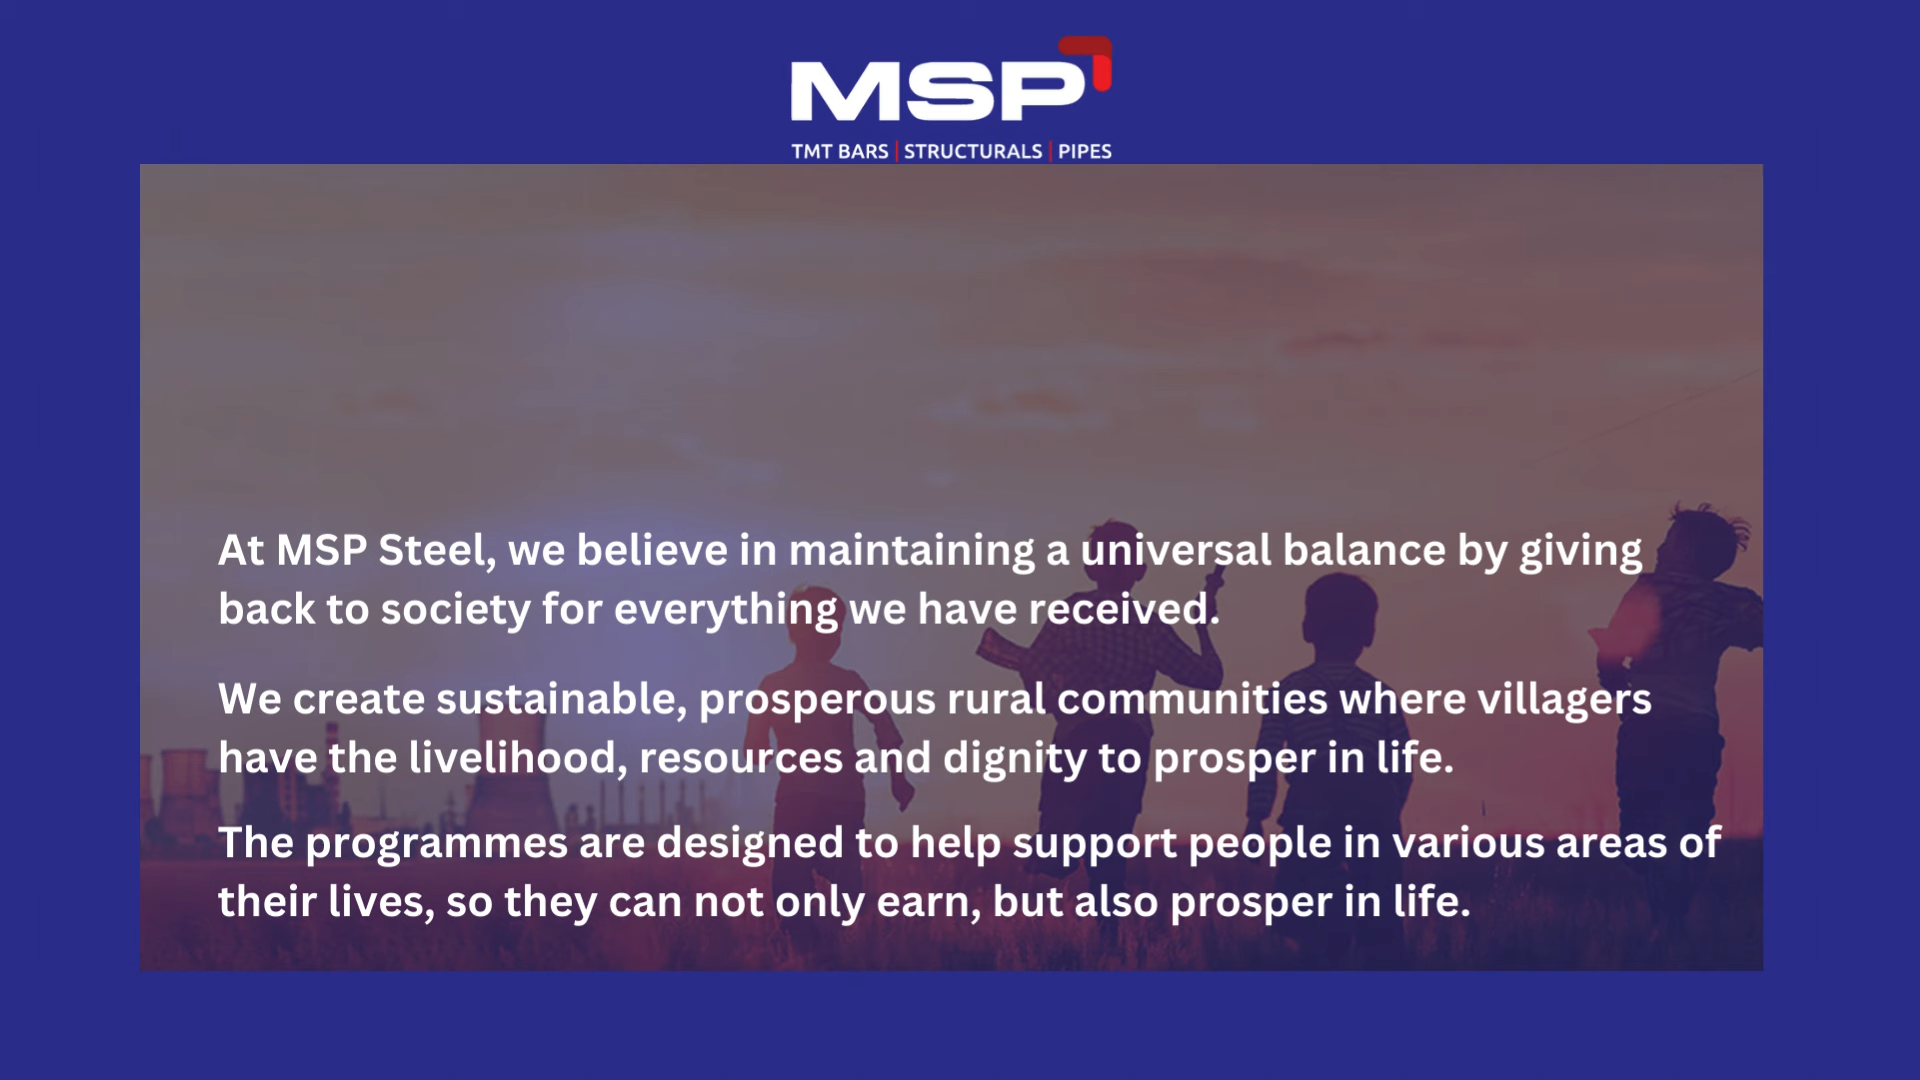 MSP
TMT BARS | STRUCTURALS | PIPES
At MSP Steel, we believe in maintaining a universal balance by giving
back to society for everything we have received.
We create sustainable, prosperous rural communities where villagers
have the livelihood, resources and dignity to prosper in life.
The programmes are designed to help support people in various areas of
their lives, so they can not only earn, but also prosper in life.